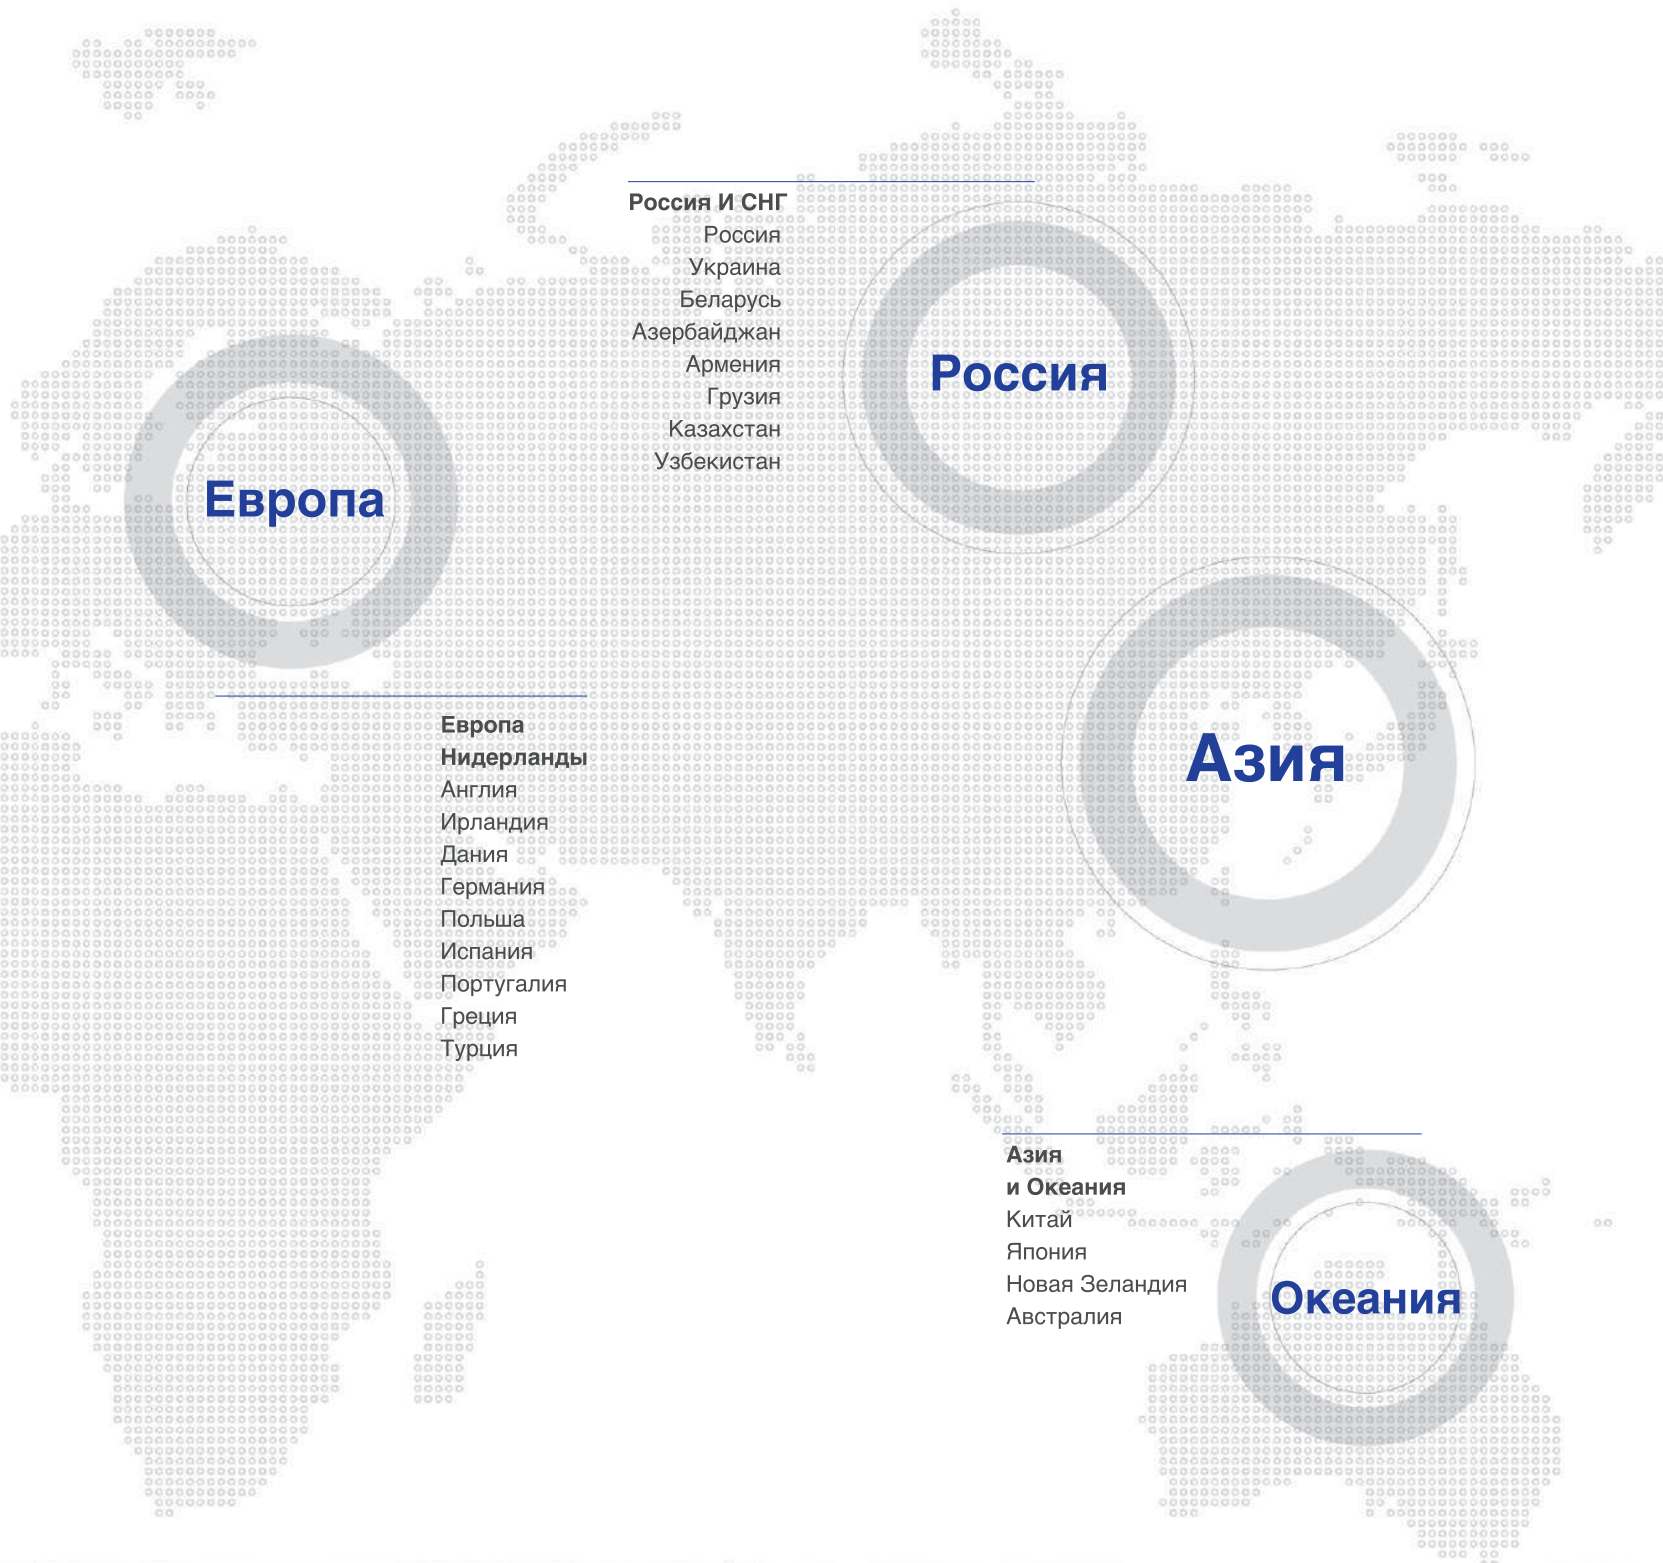 Россия И СНГ
Россия
Украина
Беларусь
Азербайджан
Армения
Грузия
Казахстан
Узбекистан
Россия
Европа
Азия
Европа
Нидерланды
Англия
Ирландия
Дания
Германия
Польша
Испания
Португалия
Греция
Турция
Азия
и Океания
Китай
Япония
Новая Зеландия
Австралия
Океания